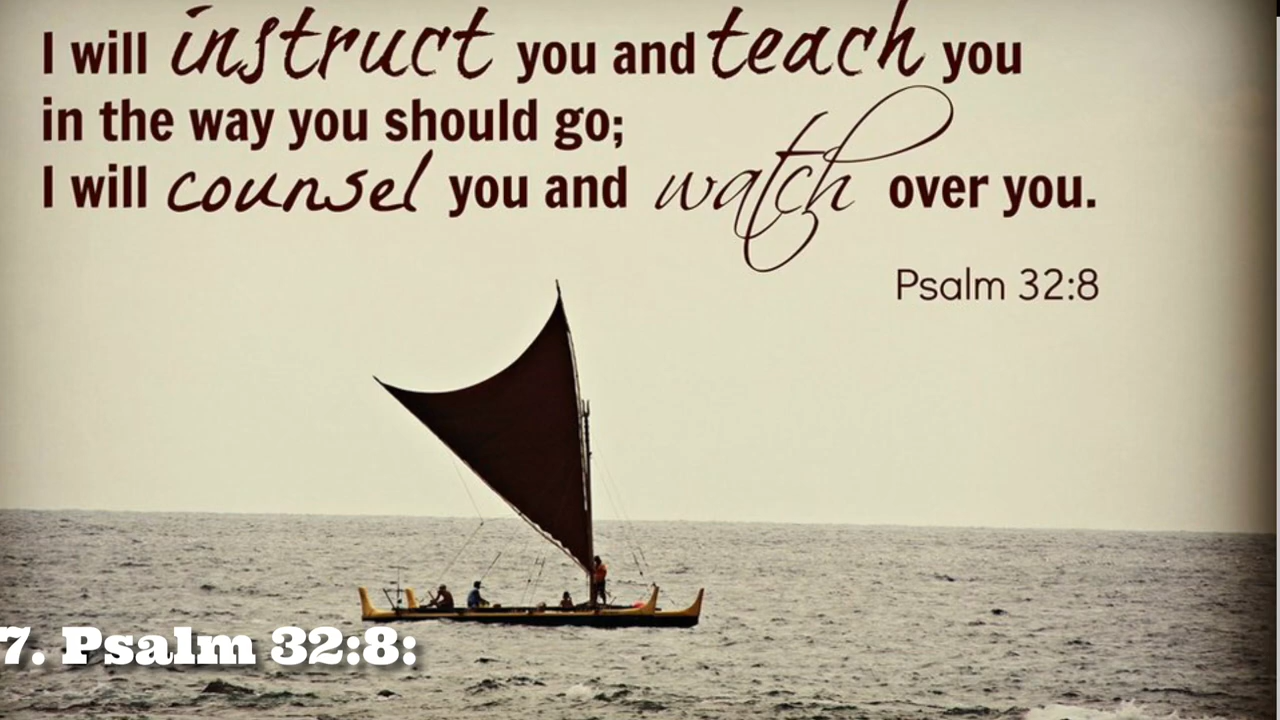 I will instruct you and teach you
in the way you should go;
I will counsel you and watch over you.
Psalm 32:8
7. Psalm 32:8: